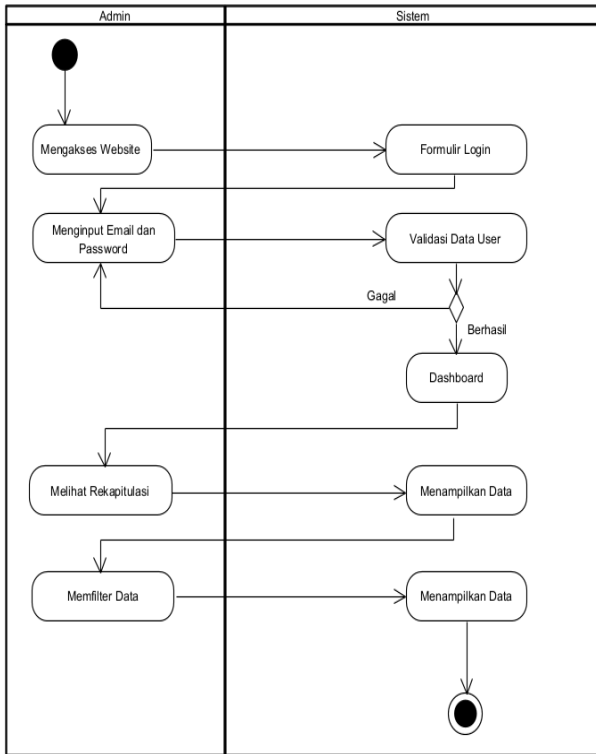 Admin
Sistem
Mengakses Website
Formulir Login
Menginput Email dan
Password
Validasi Data User
Gagal
Berhasil
Dashboard
Melihat Rekapitulasi
Menampilkan Data
Memfilter Data
Menampilkan Data